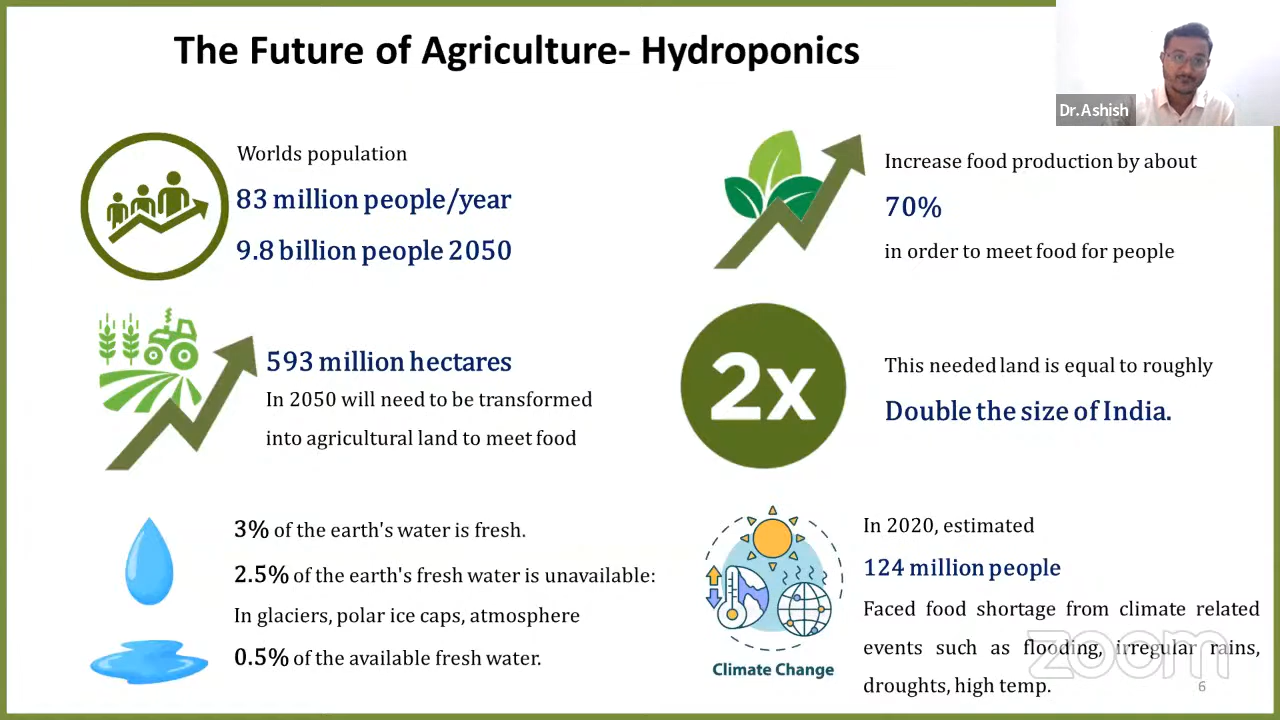 The Future of Agriculture- Hydroponics
Dr.Ashish
Worlds population
83 million people/year
9.8 billion people 2050
Increase food production by about
70%
in order to meet food for people
593 million hectares
In 2050 will need to be transformed
into agricultural land to meet food
2x
This needed land is equal to roughly
Double the size of India.
3% of the earth's water is fresh.
2.5% of the earth's fresh water is unavailable:
In glaciers, polar ice caps, atmosphere
0.5% of the available fresh water.
Climate Change
In 2020, estimated
124 million people
Faced food shortage from climate related
events such as flooding, irregular rains,
droughts, high temp.
zoom
6